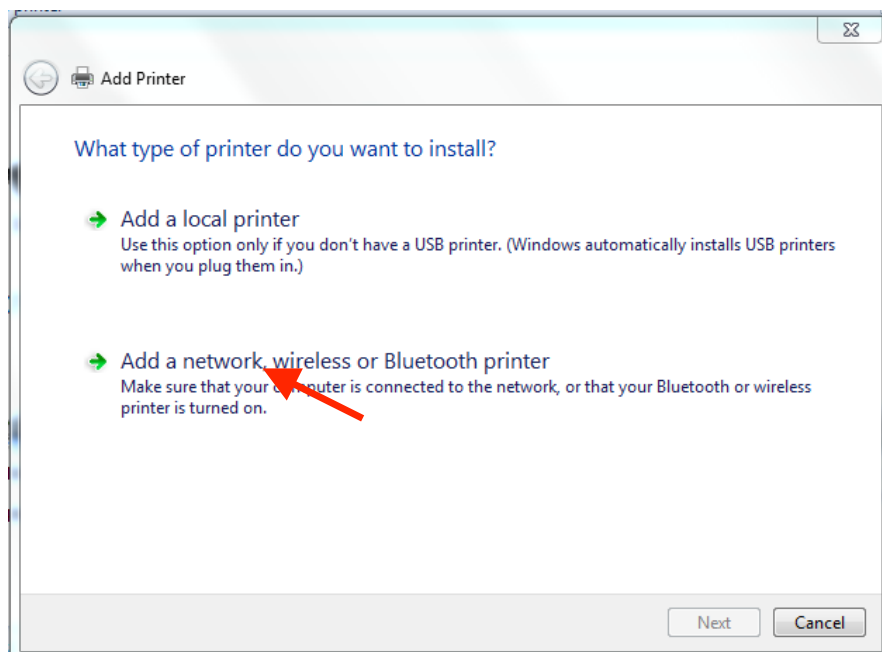 Add Printer
What type of printer do you want to install?
Add a local printer
Use this option only if you don't have a USB printer. (Windows automatically installs USB printers
when you plug them in.)
Add a network, wireless or Bluetooth printer
Make sure that your computer is connected to the network, or that your Bluetooth or wireless
printer is turned on.
Next
Cancel